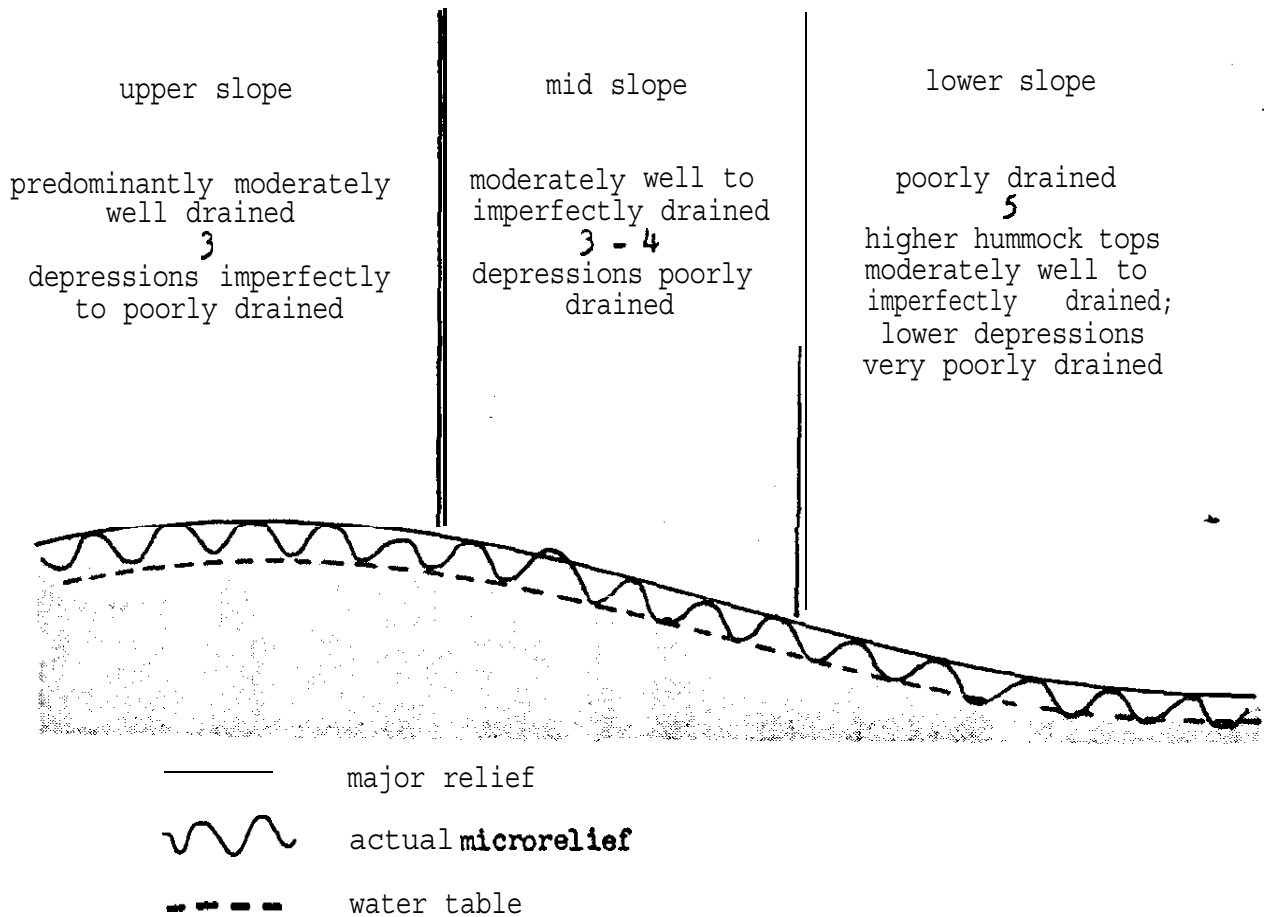 upper slope
predominantly moderately
well drained
3
depressions imperfectly
to poorly drained
mid slope
moderately well to
imperfectly drained
3 - 4
depressions poorly
drained
lower slope
poorly drained
5
higher hummock tops
moderately well to
imperfectly drained;
lower depressions
very poorly drained
major relief
actual microrelief
water table